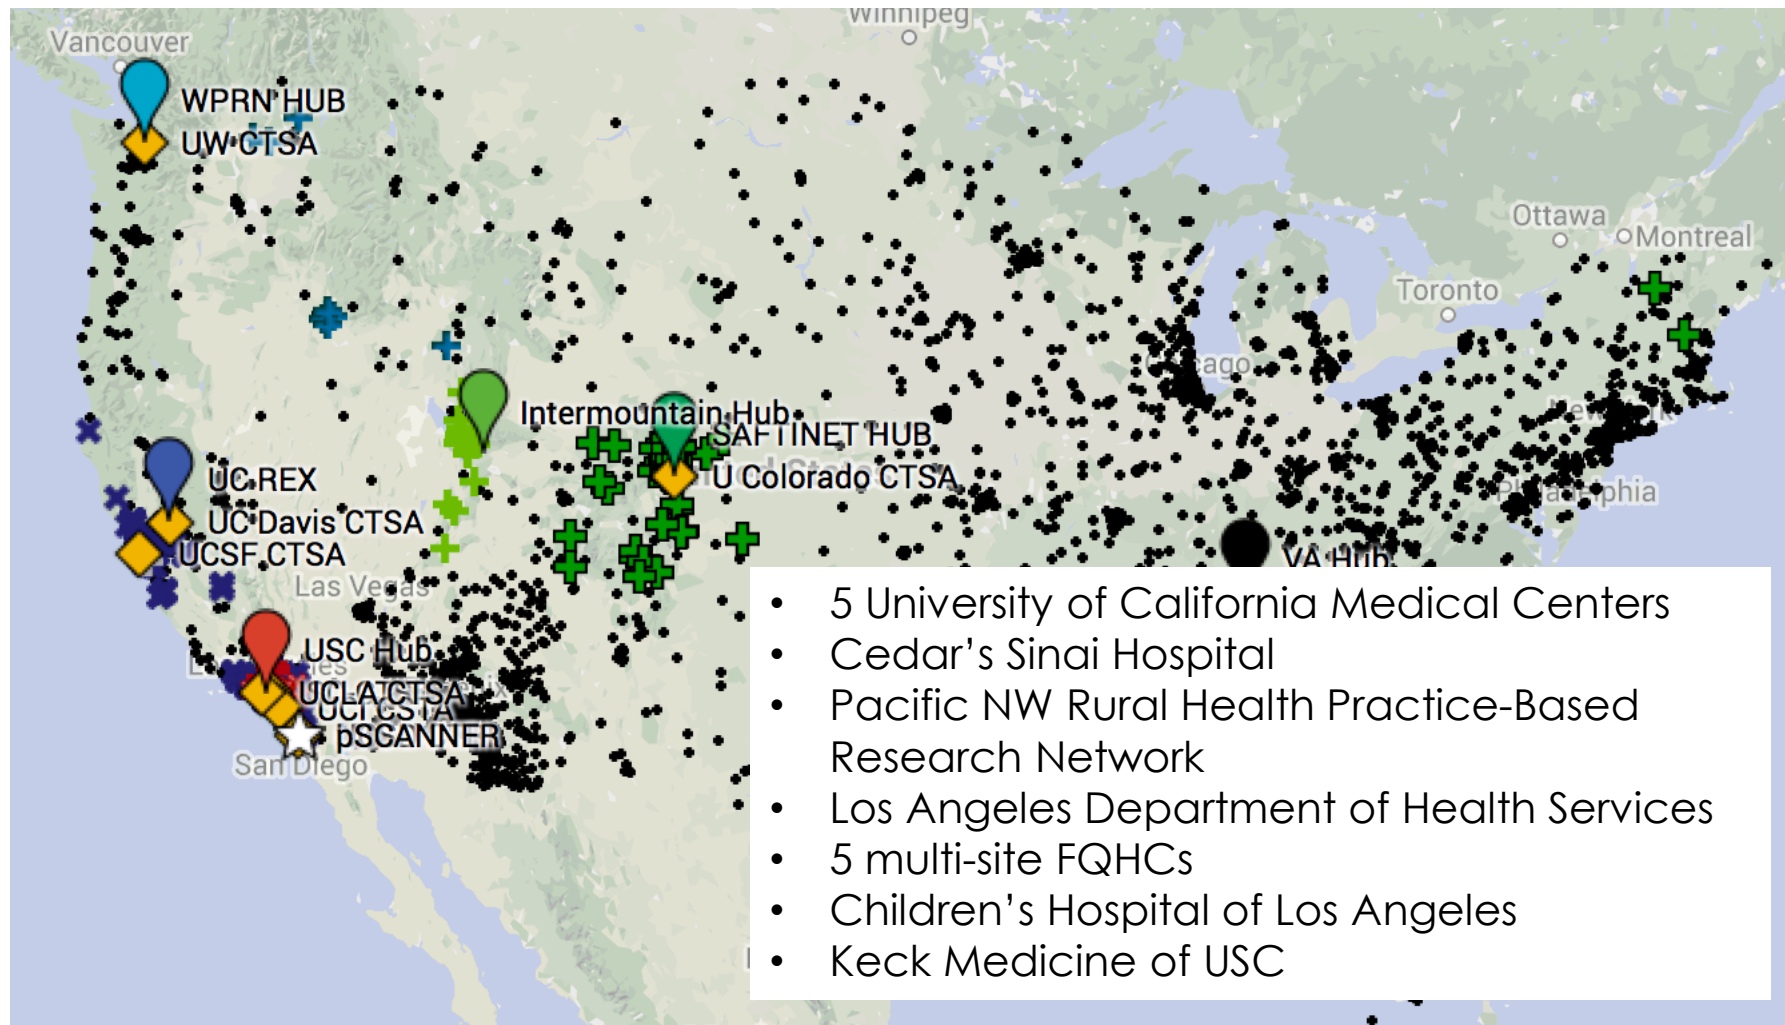 Winnipeg
Vancouver
WPRN HUB
UW CTSA
Ottawa
Montreal
Toronto
Intermountain Hub
SAFTINET HUB
U Colorado CTSA
UC REX
UC Davis CTSA
UCSF CTSA
Las Vegas
VA Hub
USC Hub
UCLA CTSA
UCI CSTA
pSCANNER
San Diego
• 5 University of California Medical Centers
• Cedar’s Sinai Hospital
• Pacific NW Rural Health Practice-Based
Research Network
• Los Angeles Department of Health Services
• 5 multi-site FQHCs
• Children’s Hospital of Los Angeles
• Keck Medicine of USC